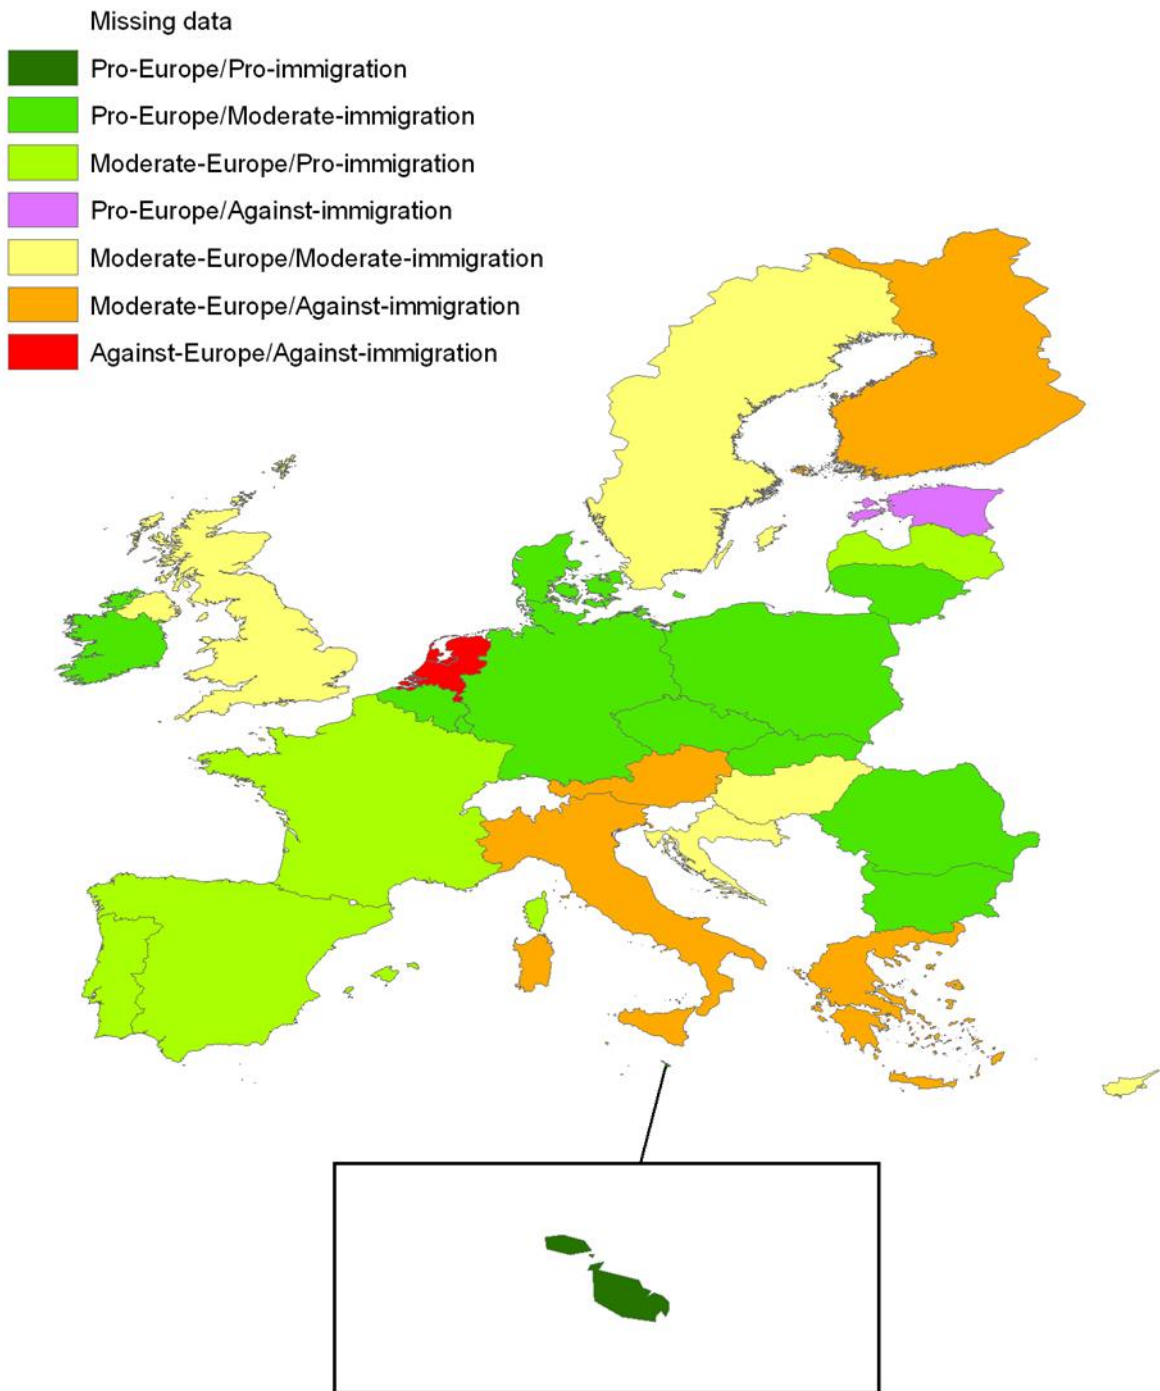 Missing data
Pro-Europe/Pro-immigration
Pro-Europe/Moderate-immigration
Moderate-Europe/Pro-immigration
Pro-Europe/Against-immigration
Moderate-Europe/Moderate-immigration
Moderate-Europe/Against-immigration
Against-Europe/Against-immigration